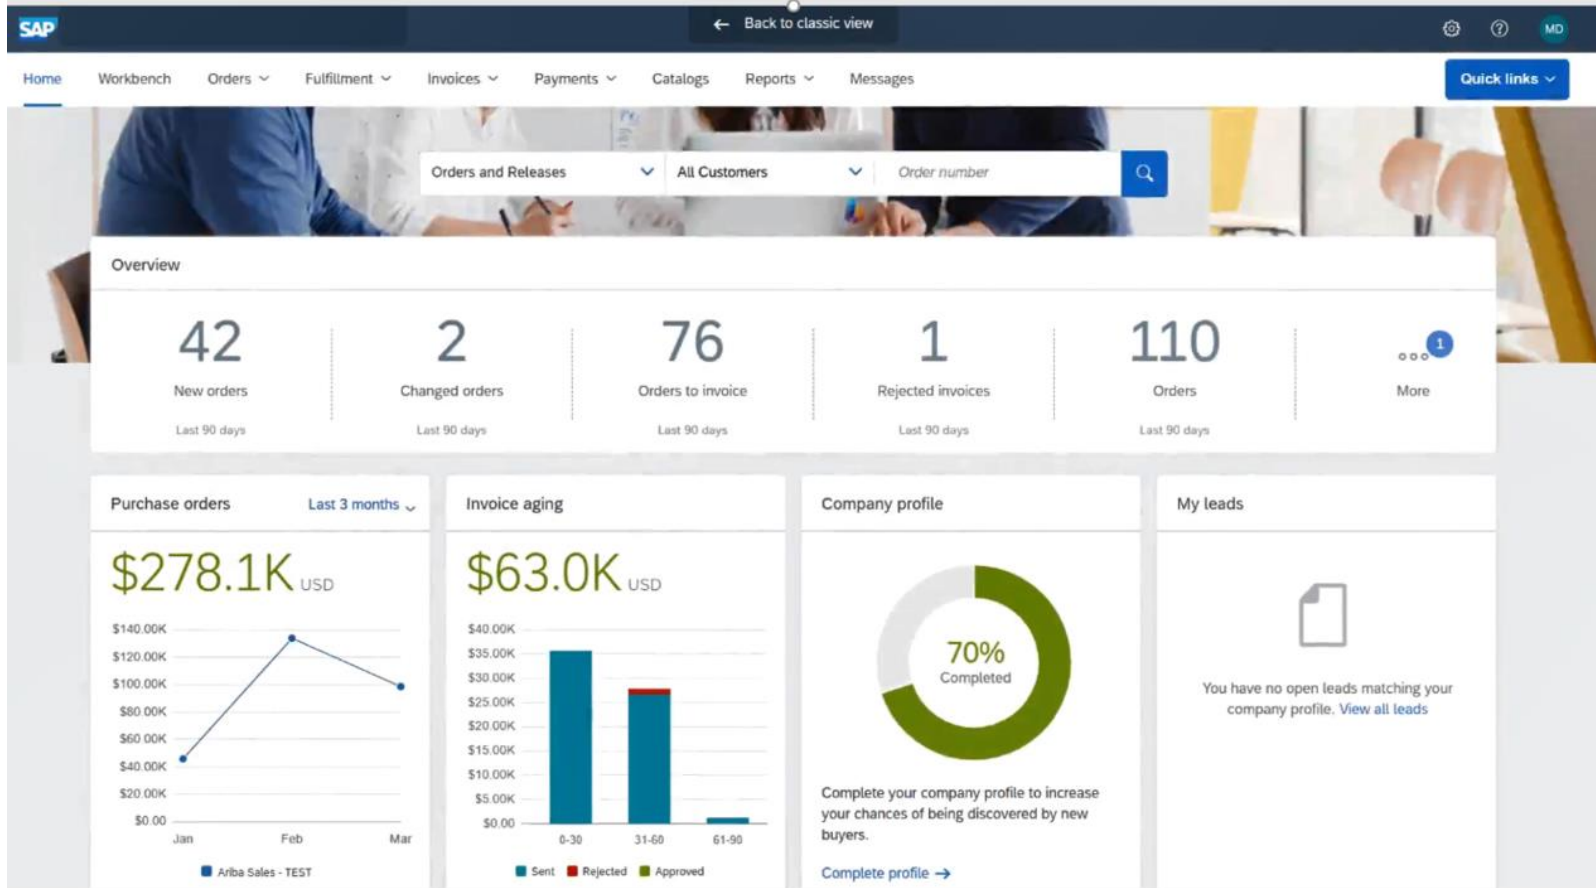 SAP
Back to classic view
MD
Home Workbench Orders Fulfillment Invoices Payments Catalogs Reports Messages Quick links
Orders and Releases All Customers Order number
Overview
42 2 76 1 110 1
New orders Changed orders Orders to invoice Rejected invoices Orders More
Last 90 days Last 90 days Last 90 days Last 90 days Last 90 days
Purchase orders Last 3 months
$278.1K USD
$140.00K
$120.00K
$100.00K
$80.00K
$60.00K
$40.00K
$20.00K
$0.00
Jan Feb Mar
Ariba Sales - TEST
Invoice aging
$63.0K USD
$40.00K
$35.00K
$30.00K
$25.00K
$20.00K
$15.00K
$10.00K
$5.00K
$0.00
0-30 31-60 61-90
Sent Rejected Approved
Company profile
70%
Completed
Complete your company profile to increase
your chances of being discovered by new
buyers.
Complete profile →
My leads
You have no open leads matching your
company profile. View all leads